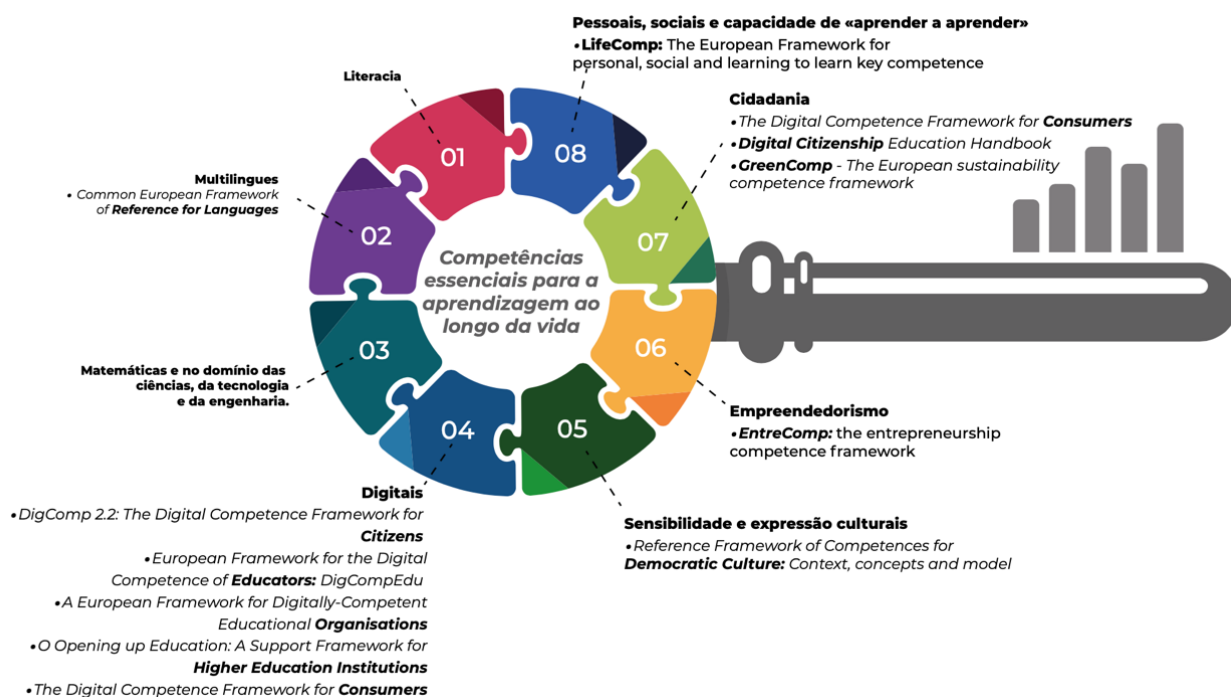 Pessoais, sociais e capacidade de «aprender a aprender»
•LifeComp: The European Framework for
personal, social and learning to learn key competence
Literacia
Cidadania
•The Digital Competence Framework for Consumers
•Digital Citizenship Education Handbook
•GreenComp - The European sustainability
competence framework
Multilingues
• Common European Framework
of Reference for Languages
01
08
02
07
Competências
essenciais para a
aprendizagem ao
longo da vida
03
06
Matemáticas e no domínio das
ciências, da tecnologia
e da engenharia.
04
05
Empreendedorismo
•EntreComp: the entrepreneurship
competence framework
Digitais
•DigComp 2.2: The Digital Competence Framework for
Citizens
•European Framework for the Digital
Competence of Educators: DigCompEdu
•A European Framework for Digitally-Competent
Educational Organisations
•O Opening up Education: A Support Framework for
Higher Education Institutions
•The Digital Competence Framework for Consumers
Sensibilidade e expressão culturais
•Reference Framework of Competences for
Democratic Culture: Context, concepts and model